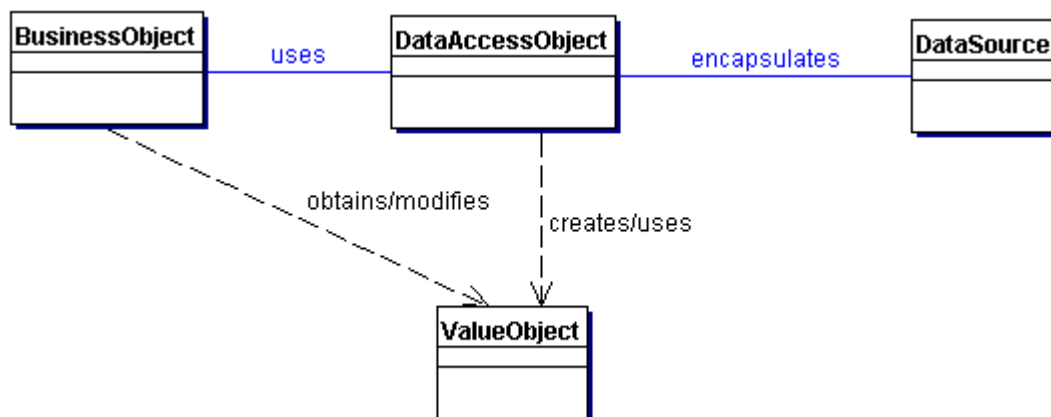 BusinessObject
uses
DataAccessObject
encapsulates
DataSource
obtains/modifies
creates/uses
ValueObject